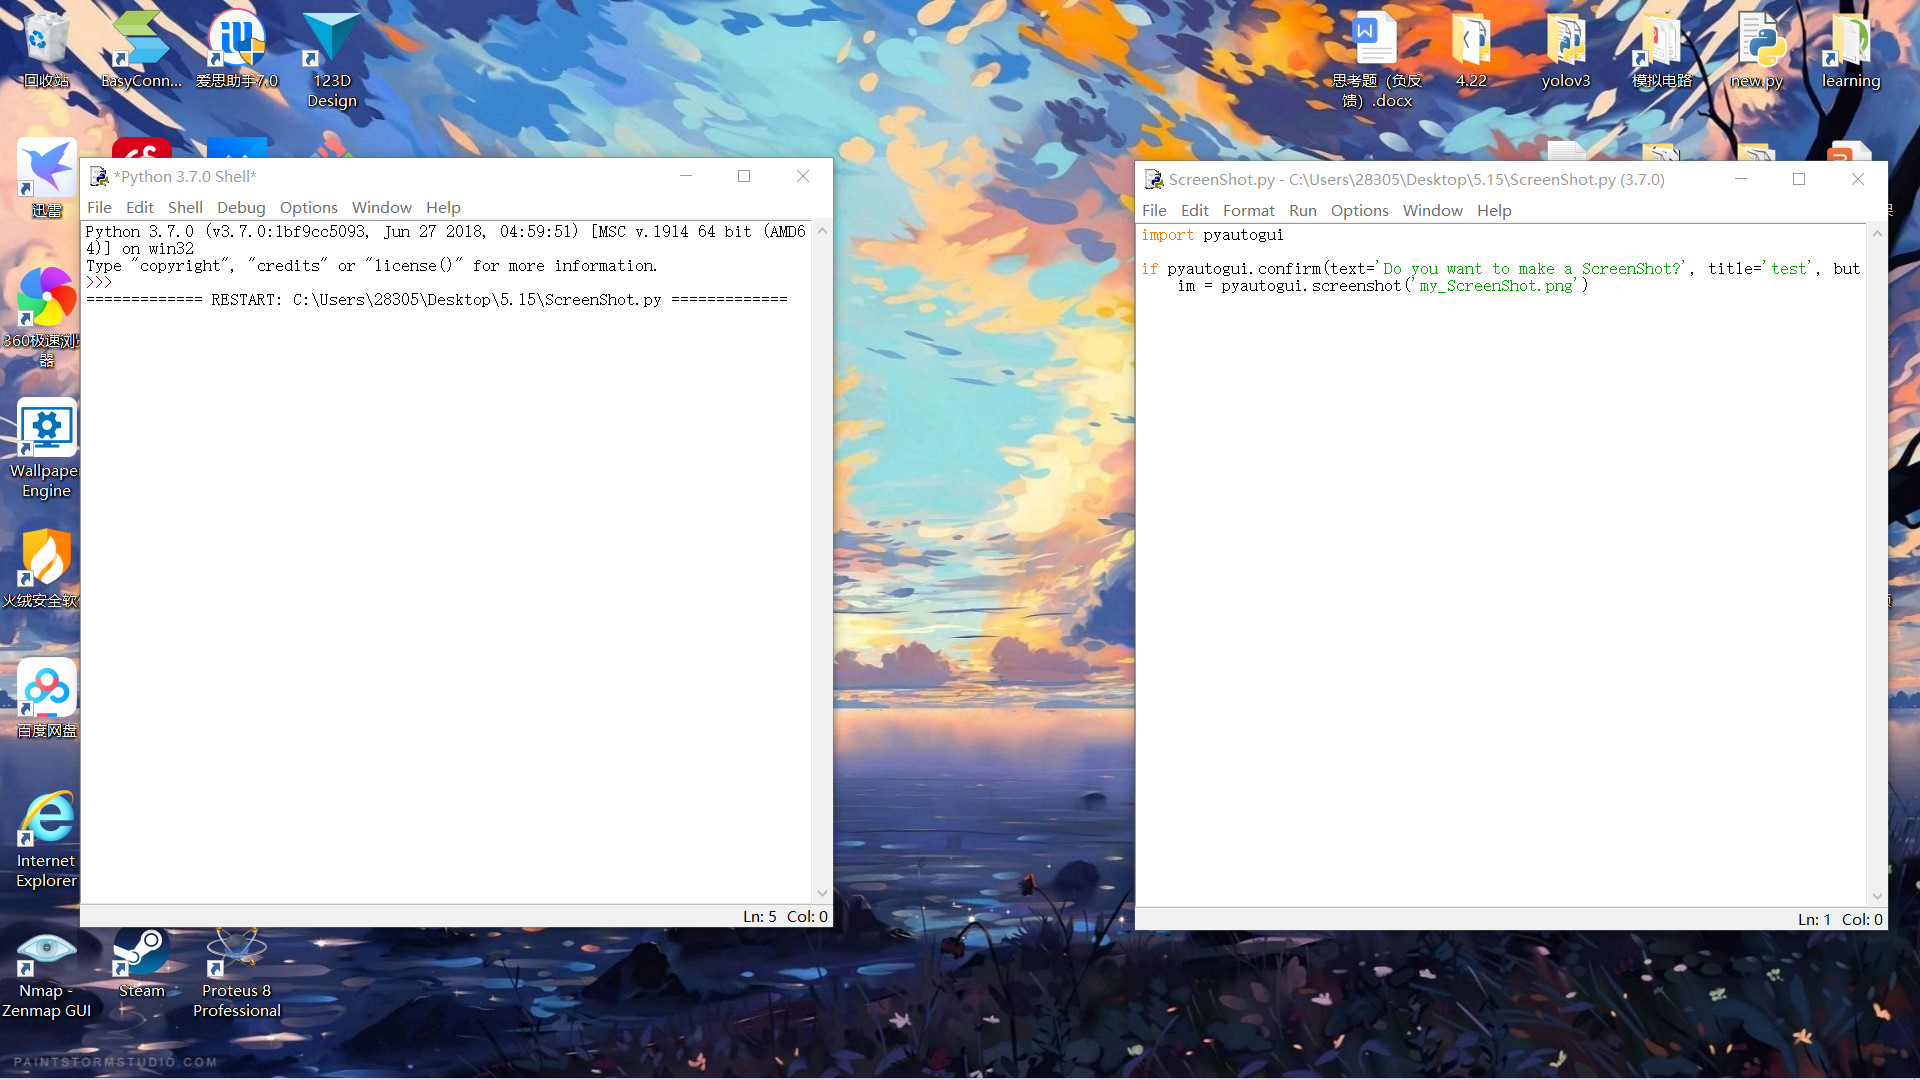 回收站
EasyConn...
爱思助手7.0
123D
Design
思考题（负反
馈）.docx
4.22
yolov3
模拟电路
new.py
learning
迅雷
360极速浏
器
Wallpape
Engine
火绒安全软
百度网盘
Internet
Explorer
Nmap -
Zenmap GUI
Steam
Proteus 8
Professional
*Python 3.7.0 Shell*
File Edit Shell Debug Options Window Help
Python 3.7.0 (v3.7.0:1bf9cc5093, Jun 27 2018, 04:59:51) [MSC v.1914 64 bit (AMD6
4)] on win32
Type "copyright", "credits" or "license()" for more information.
>>>
============= RESTART: C:\Users\28305\Desktop\5.15\ScreenShot.py =============
Ln: 5 Col: 0
ScreenShot.py - C:\Users\28305\Desktop\5.15\ScreenShot.py (3.7.0)
File Edit Format Run Options Window Help
import pyautogui
if pyautogui.confirm(text='Do you want to make a ScreenShot?', title='test', but
im = pyautogui.screenshot('my_ScreenShot.png')
Ln: 1 Col: 0
PAINTSTORMSTUDIO.COM